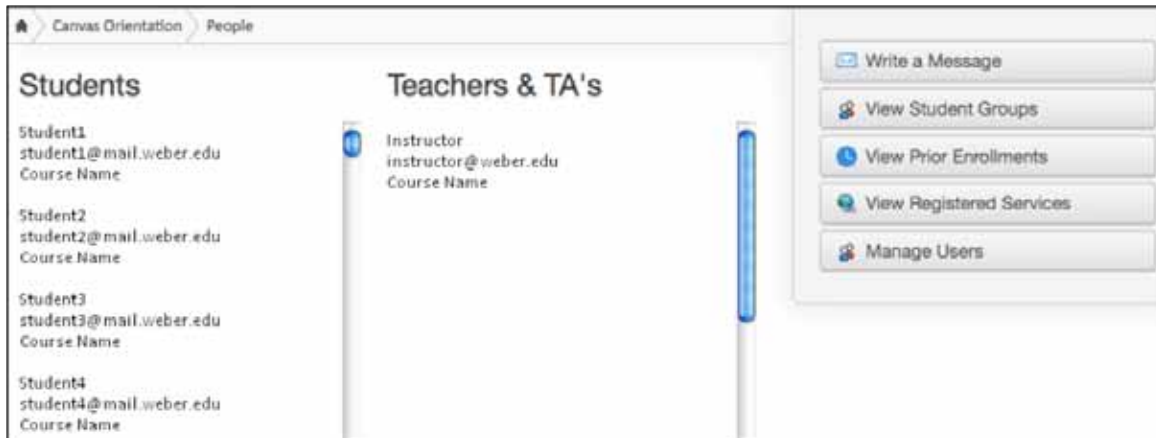 Canvas Orientation
People
Students
Student1
student1@mail.weber.edu
Course Name
Student2
student2@mail.weber.edu
Course Name
Student3
student3@mail.weber.edu
Course Name
Student4
student4@mail.weber.edu
Course Name
Teachers & TA's
Instructor
instructor@weber.edu
Course Name
Write a Message
View Student Groups
View Prior Enrollments
View Registered Services
Manage Users